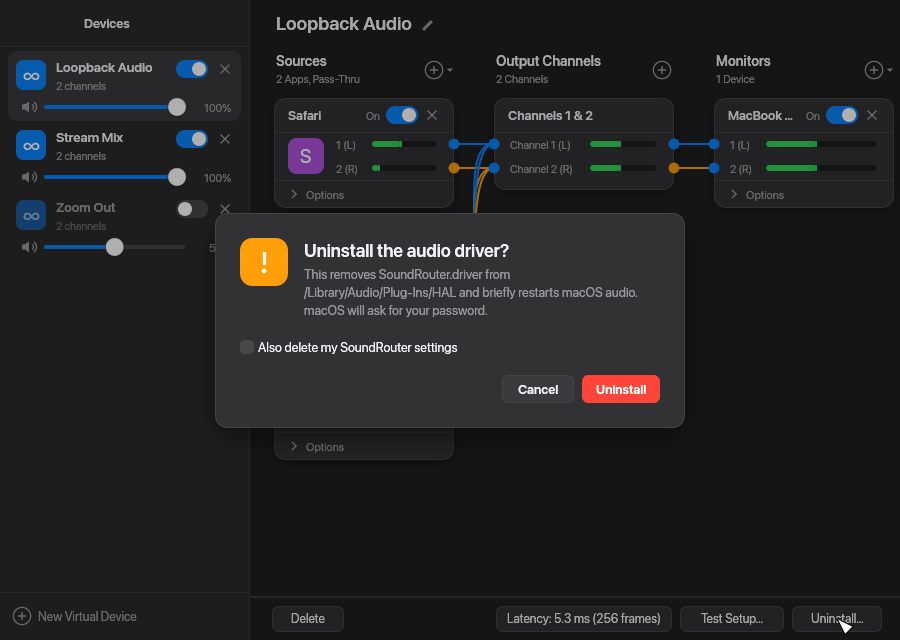 Devices
Loopback Audio
2 channels
100%
Stream Mix
2 channels
100%
Zoom Out
2 channels
New Virtual Device
Loopback Audio
Sources
2 Apps, Pass-Thru
Output Channels
2 Channels
Monitors
1 Device
Safari
On
S
1 (L)
2 (R)
Options
Channels 1 & 2
Channel 1 (L)
Channel 2 (R)
MacBook ...
On
1 (L)
2 (R)
Options
!
Uninstall the audio driver?
This removes SoundRouter.driver from
/Library/Audio/Plug-Ins/HAL and briefly restarts macOS audio.
macOS will ask for your password.
Also delete my SoundRouter settings
Cancel
Uninstall
Options
Delete
Latency: 5.3 ms (256 frames)
Test Setup...
Uninstall...